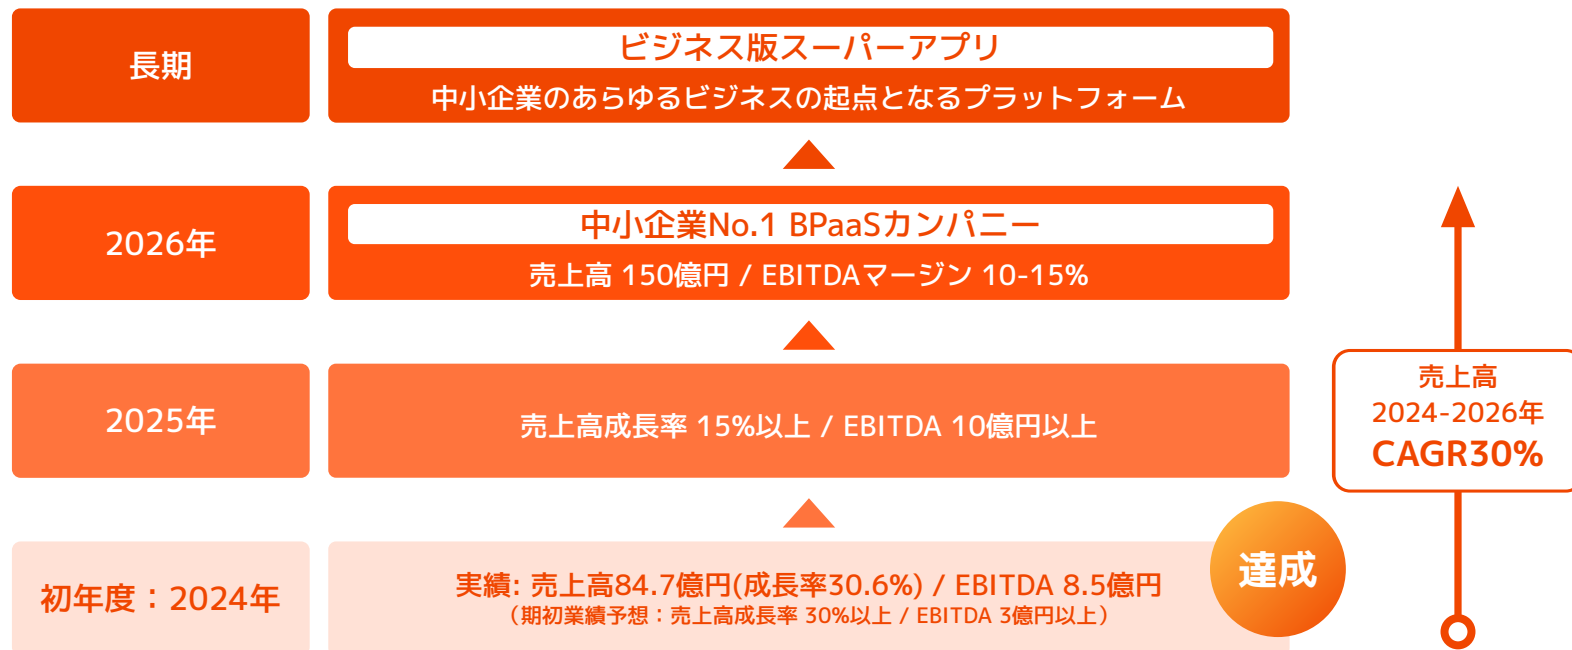 長期
ビジネス版スーパーアプリ
中小企業のあらゆるビジネスの起点となるプラットフォーム
2026年
中小企業No.1 BPaaSカンパニー
売上高 150億円 / EBITDAマージン 10-15%
2025年
売上高成長率 15%以上 / EBITDA 10億円以上
売上高
2024-2026年
CAGR30%
初年度：2024年
実績: 売上高84.7億円(成長率30.6%) / EBITDA 8.5億円
（期初業績予想：売上高成長率 30%以上 / EBITDA 3億円以上）
達成